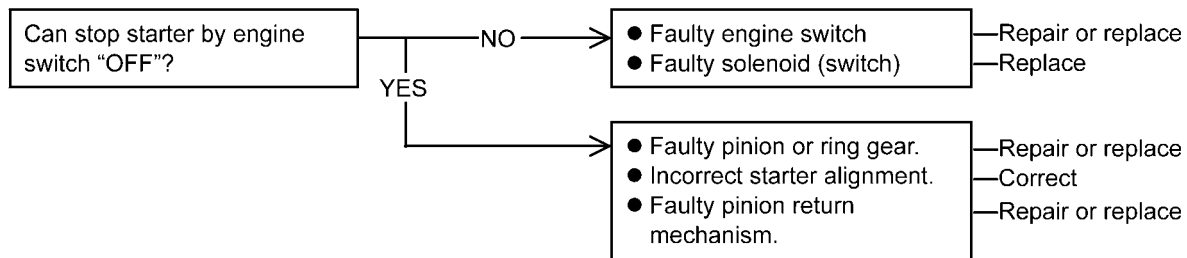 Can stop starter by engine
switch “OFF”?
NO
● Faulty engine switch
Repair or replace
● Faulty solenoid (switch)
Replace
YES
● Faulty pinion or ring gear.
Repair or replace
● Incorrect starter alignment.
Correct
● Faulty pinion return
mechanism.
Repair or replace